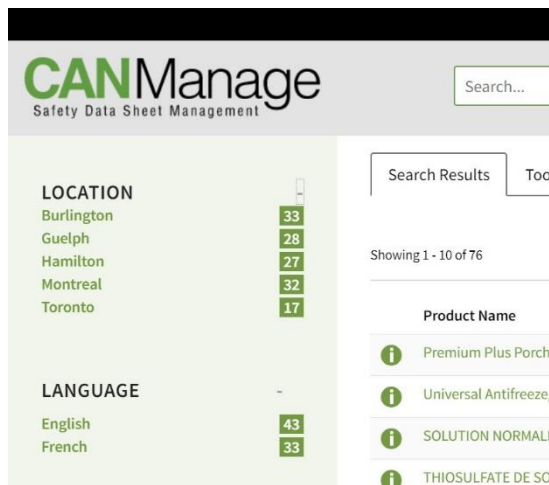 CANManage
Safety Data Sheet Management
Search...
LOCATION -
Burlington 33
Guelph 28
Hamilton 27
Montreal 32
Toronto 17
LANGUAGE -
English 43
French 33
Search Results Too
Showing 1 - 10 of 76
Product Name
Premium Plus Porch
Universal Antifreeze
SOLUTION NORMAL
THIOSULFATE DE SO